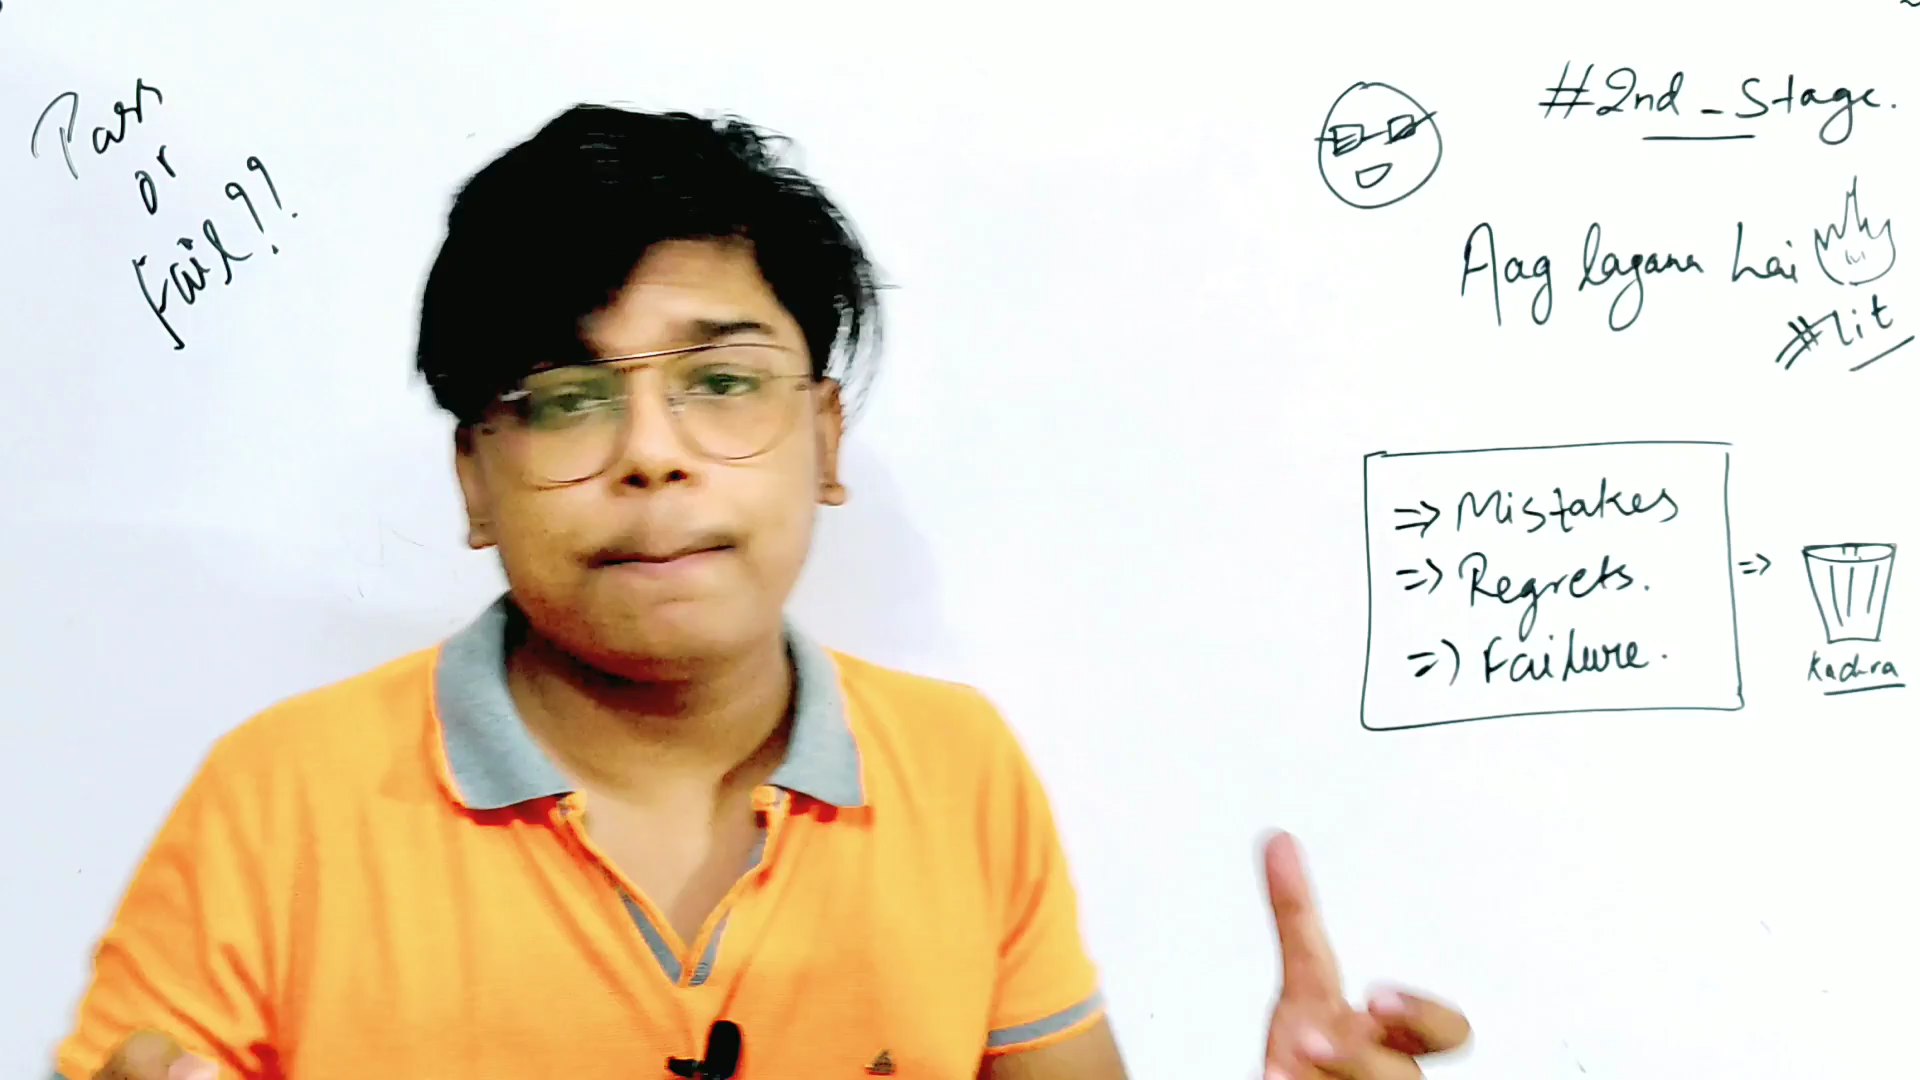 Pass
or
Fail??
#2nd_Stage.
Aag lagana hai
#lit
=> Mistakes
=> Regrets. =>
=> Failure.
Kachra